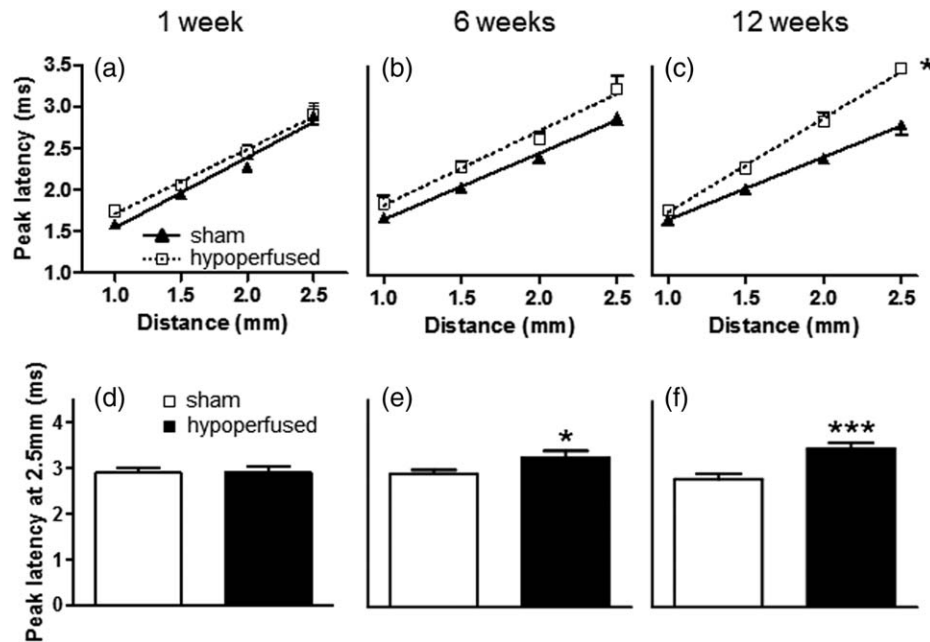 1 week 6 weeks 12 weeks
(a) (b) (c)
Peak latency (ms)
3.5
3.0
2.5
2.0
1.5
1.0
*
sham
hypoperfused
1.0 1.5 2.0 2.5 1.0 1.5 2.0 2.5 1.0 1.5 2.0 2.5
Distance (mm) Distance (mm) Distance (mm)
(d) (e) (f)
Peak latency at 2.5mm (ms)
4
3
2
1
0
sham
hypoperfused
* ***